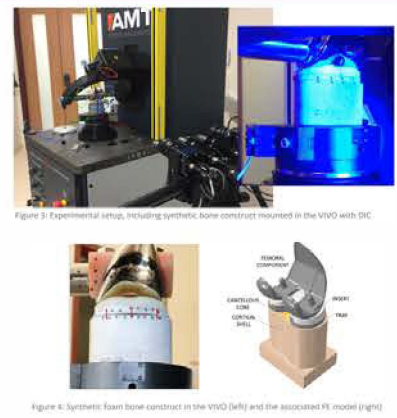 AMT
Figure 3: Experimental setup, including synthetic bone construct mounted in the VIVO with DIC
FEMORAL
COMPONENT
CANCELLOUS
CORE
INSERT
CORTICAL
SHELL
TRAY
Figure 4: Synthetic foam bone construct in the VIVO (left) and the associated FE model (right)